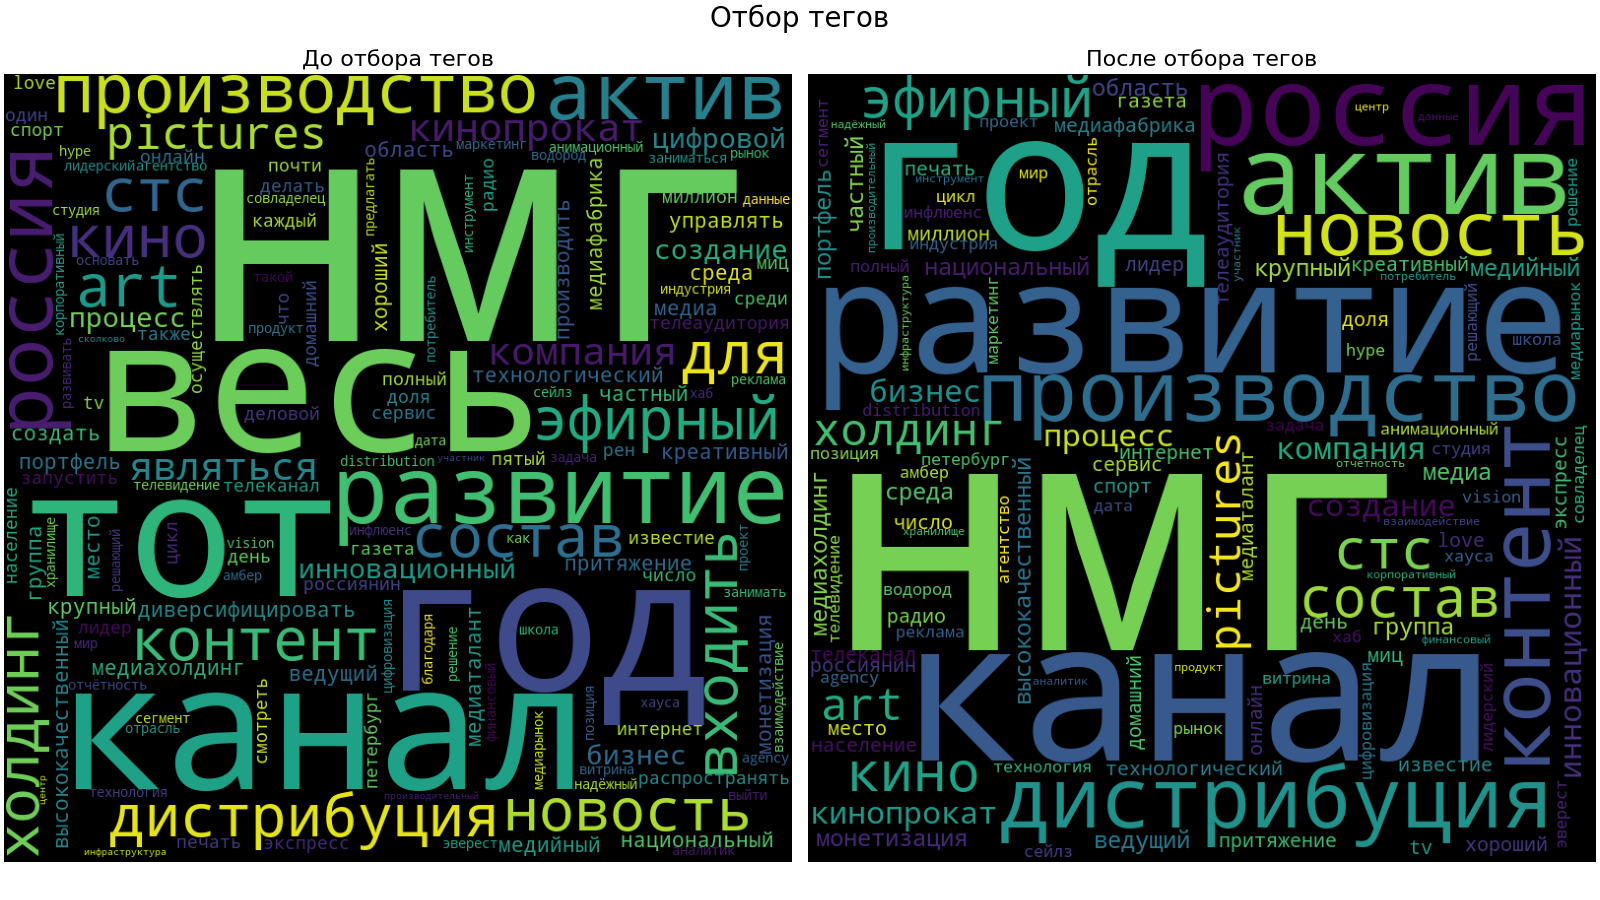 Отбор тегов
До отбора тегов
love производство актив
один pictures кинопрокат цифровой
спорт
hype онлайн почти область маркетинг водород анимационный заниматься рынок
лидерский агентство
россия стс делать предлагать радио медиафабрика миллион данные
совладелец
студия каждый инструмент управлять
нмг
кино производить создание
основать корпоративный такой хороший среда миц
art что домашний потребитель индустрия
процесс осуществлять продукт медиа среди
также телеаудитория
сколково
весь
развивать компания для
технологический реклама
полный сейлз частный хаб
tv доля
деловой сервис эфирный
создать дата рен креативный
портфель являться distribution участник пятый задача
запустить телевидение телеканал развитие
тот
население группа хранилище место решающий цикл инфлюенс состав как известие проект
vision день газета притяжение
амбер инновационный число
россиянин занимать
крупный диверсифицировать год входить
лидер цифровизация благодаря решение школа медиаталант монетизация взаимодействие
мир контент
холдинг высококачественный медиахолдинг ведущий финансовый
отчётность хауса
канал
сегмент смотреть петербург медиарынок позиция интернет
отрасль бизнес agency
витрина распространять
центр технология производительный надёжный выйти
дистрибуция новость
печать экспресс эверест медийный национальный
инфраструктура аналитик
После отбора тегов
эфирный область россия
газета центр
надёжный сегмент проект медиафабрика данные
частный производительный год отрасль актив
печать мир решение
инструмент
портфель цикл телеаудитория
инфлюенс новость
миллион
индустрия участник
полный национальный лидер крупный креативный медийный
потребитель
развитие
инфраструктура маркетинг доля решающий школа медиарынок
hype
бизнес производство
distribution
холдинг процесс задача анимационный
позиция петербург интернет компания студия
амбер сервис отчётность
медиахолдинг среда спорт pictures медиаталант медиа экспресс совладелец
дата создание vision
число агентство высококачественный контент
хранилище взаимодействие
нмг
телевидение стс love
хауса
водород корпоративный
радио состав инновационный
реклама день группа
хаб финансовый
телеканал миц
россиянин канал
agency аналитик продукт витрина лидерский
art домашний онлайн цифровизация
место рынок
население
кино технология технологический известие
кинопрокат дистрибуция эверест
монетизация ведущий притяжение
сейлз tv хороший